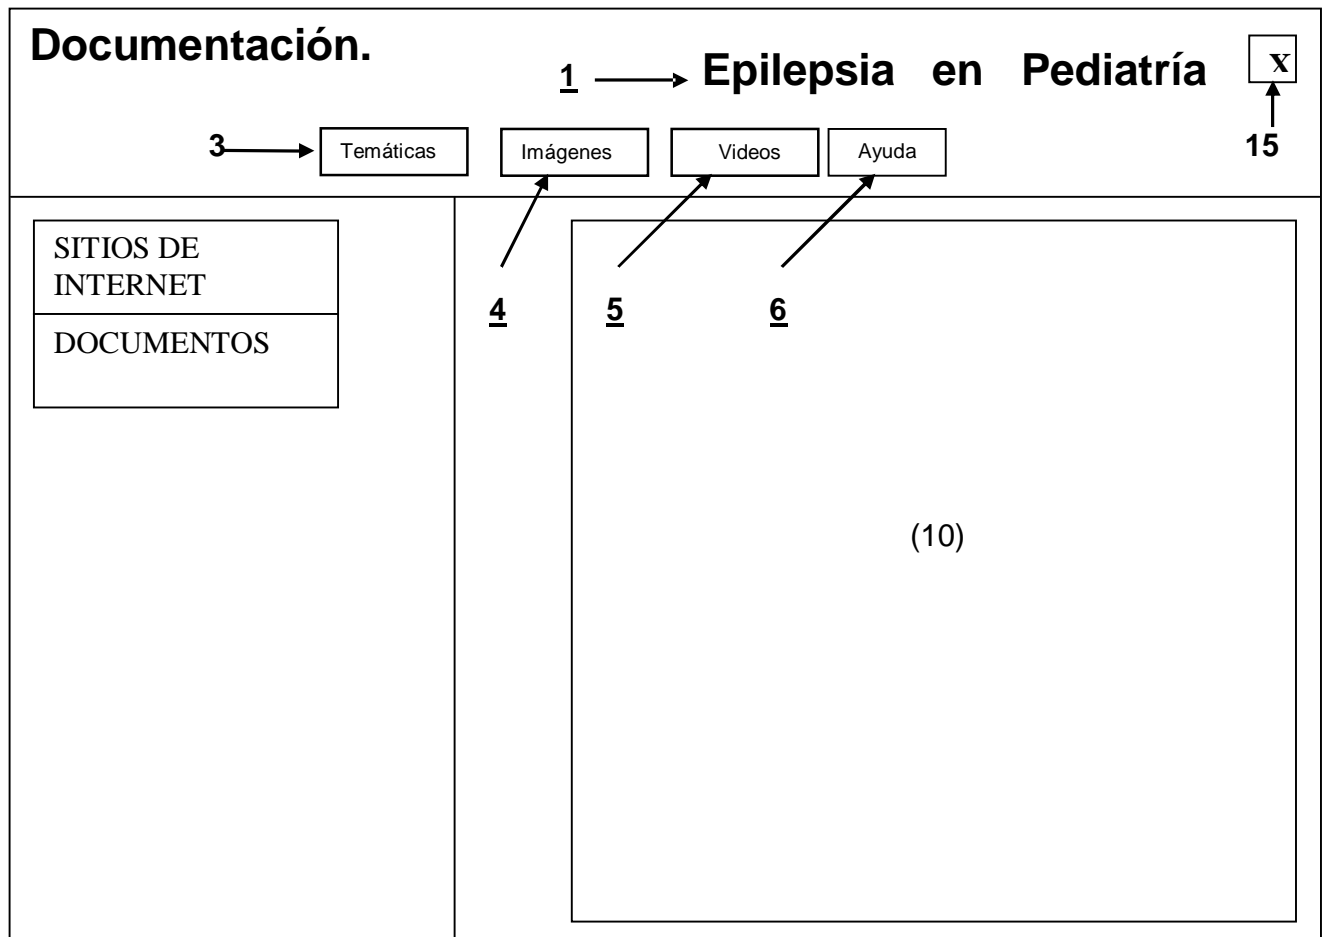 Documentación.
1 Epilepsia en Pediatría x
3 Temáticas Imágenes Videos Ayuda 15
SITIOS DE
INTERNET
4 5 6
DOCUMENTOS
(10)